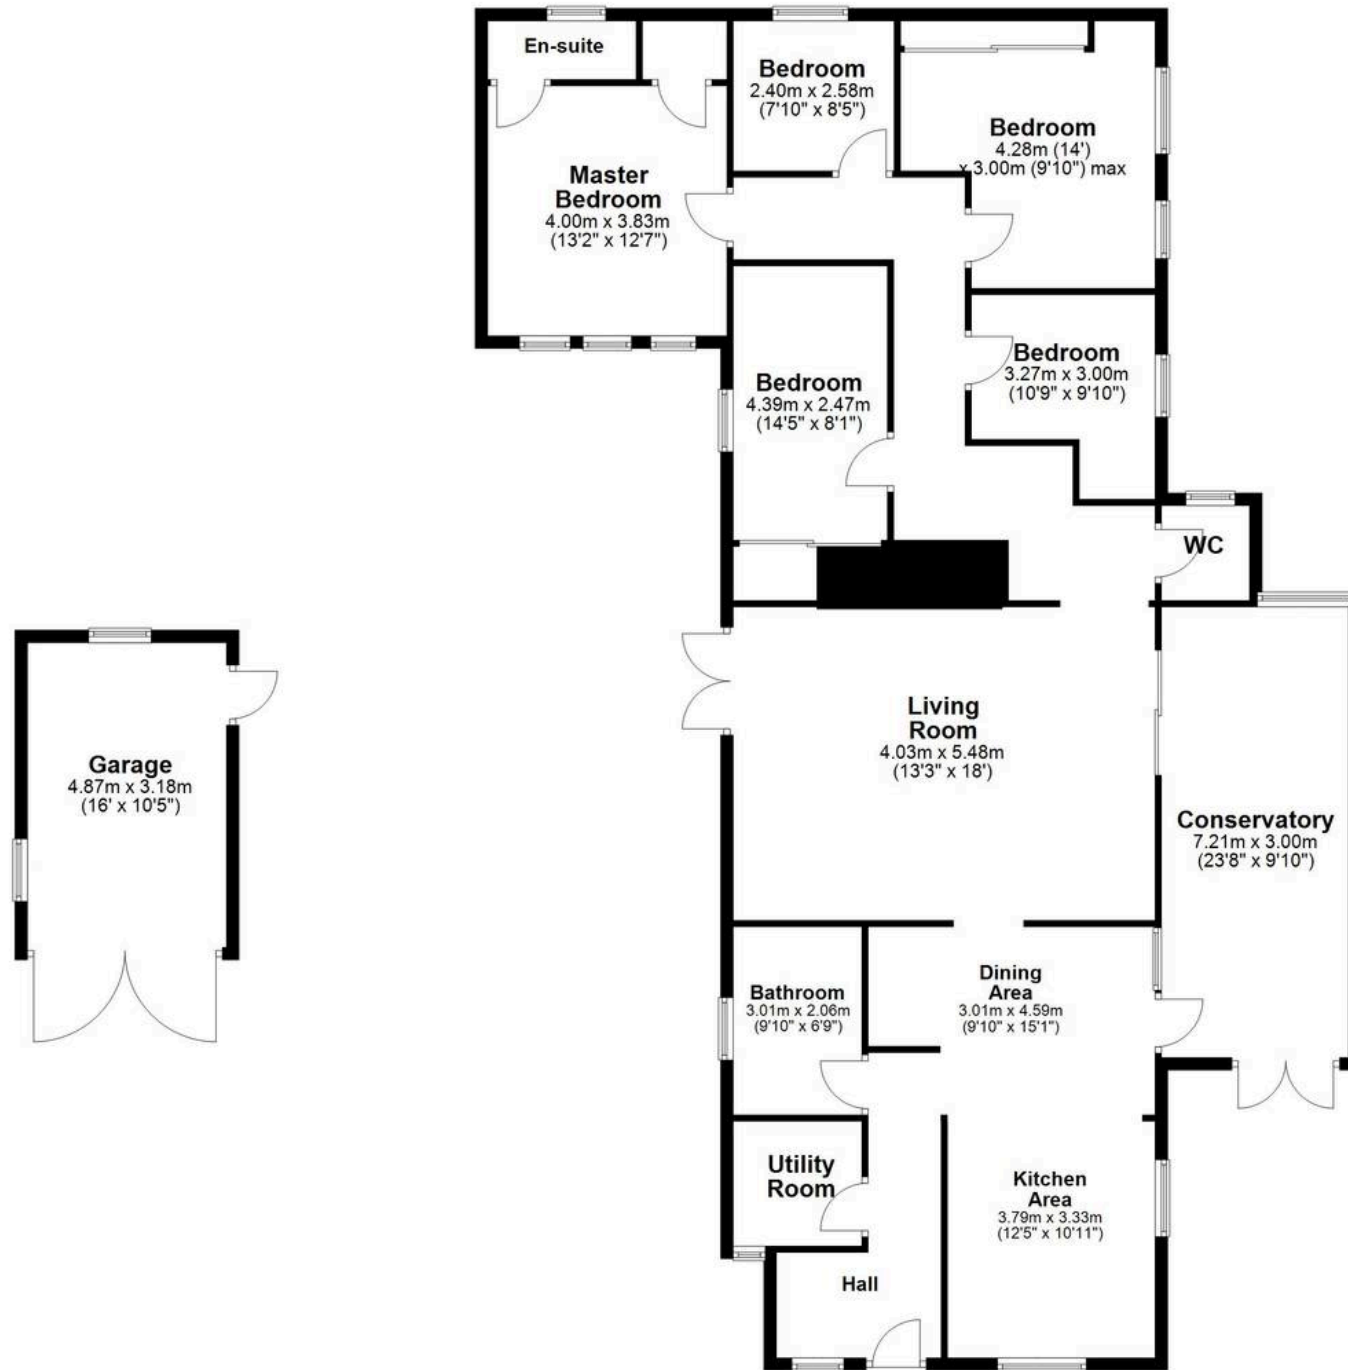 En-suite
Bedroom
2.40m x 2.58m
(7'10" x 8'5")
Bedroom
4.28m (14')
x 3.00m (9'10") max
Master
Bedroom
4.00m x 3.83m
(13'2" x 12'7")
Bedroom
3.27m x 3.00m
(10'9" x 9'10")
Bedroom
4.39m x 2.47m
(14'5" x 8'1")
WC
Living
Room
4.03m x 5.48m
(13'3" x 18')
Garage
4.87m x 3.18m
(16' x 10'5")
Conservatory
7.21m x 3.00m
(23'8" x 9'10")
Dining
Area
3.01m x 4.59m
(9'10" x 15'1")
Bathroom
3.01m x 2.06m
(9'10" x 6'9")
Utility
Room
Kitchen
Area
3.79m x 3.33m
(12'5" x 10'11")
Hall